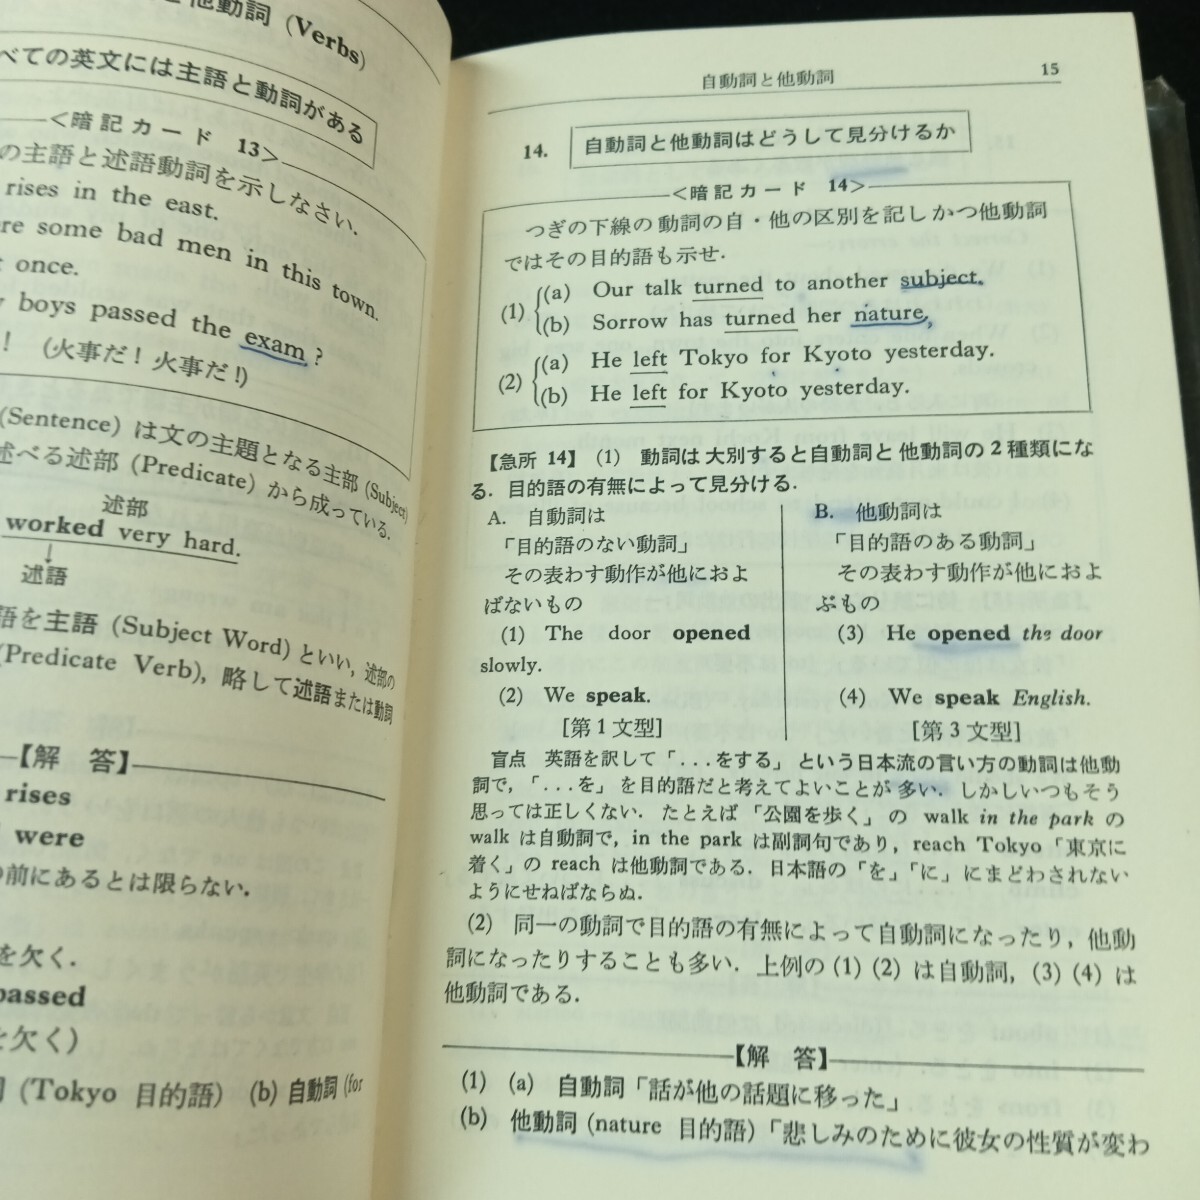 と他動詞 (Verbs)
べての英文には主語と動詞がある
<暗記カード 13>
の主語と述語動詞を示しなさい.
rises in the east.
re some bad men in this town.
once.
boys passed the exam?
! (火事だ! 火事だ!)
(Sentence) は文の主題となる主部 (Subject)
述べる述部 (Predicate) から成っている.
述部
worked very hard.
↓
述語
語を主語 (Subject Word) といい, 述部の
(Predicate Verb), 略して述語または動詞
【解 答】
rises
were
前にあるとは限らない.
を欠く.
passed
を欠く)
詞 (Tokyo 目的語) (b) 自動詞 (for
自動詞と他動詞 15
14. 自動詞と他動詞はどうして見分けるか
<暗記カード 14>
つぎの下線の動詞の自・他の区別を記しかつ他動詞
ではその目的語も示せ.
(1) {(a) Our talk turned to another subject.
(b) Sorrow has turned her nature,
(2) {(a) He left Tokyo for Kyoto yesterday.
(b) He left for Kyoto yesterday.
【急所 14】 (1) 動詞は大別すると自動詞と他動詞の2種類にな
る. 目的語の有無によって見分ける.
A. 自動詞は
「目的語のない動詞」
その表わす動作が他におよ
ばないもの
(1) The door opened
slowly.
(2) We speak.
[第1文型]
B. 他動詞は
「目的語のある動詞」
その表わす動作が他におよ
ぶもの
(3) He opened the door
(4) We speak English.
[第3文型]
盲点 英語を訳して「...をする」という日本流の言い方の動詞は他動
詞で,「...を」を目的語だと考えてよいことが多い. しかしいつもそう
思っては正しくない. たとえば「公園を歩く」の walk in the park の
walk は自動詞で, in the park は副詞句であり, reach Tokyo「東京に
着く」の reach は他動詞である. 日本語の「を」「に」にまどわされない
ようにせねばならぬ.
(2) 同一の動詞で目的語の有無によって自動詞になったり, 他動
詞になったりすることも多い. 上例の (1) (2) は自動詞, (3) (4) は
他動詞である.
【解 答】
(1) (a) 自動詞「話が他の話題に移った」
(b) 他動詞 (nature 目的語)「悲しみのために彼女の性質が変わ